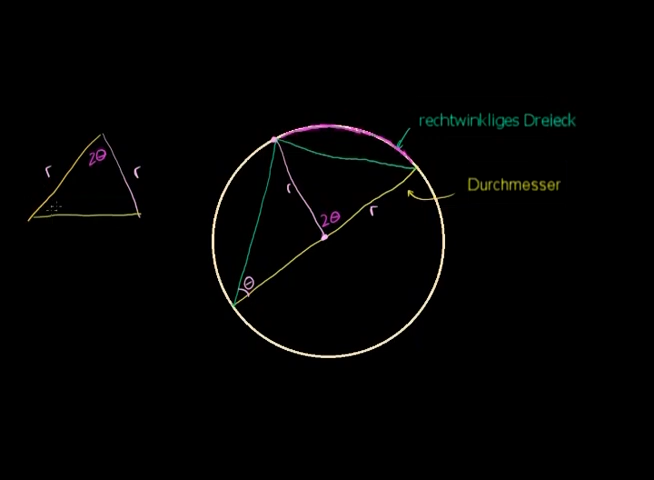 rechtwinkliges Dreieck
2θ
r
r
Durchmesser
r
r
2θ
θ